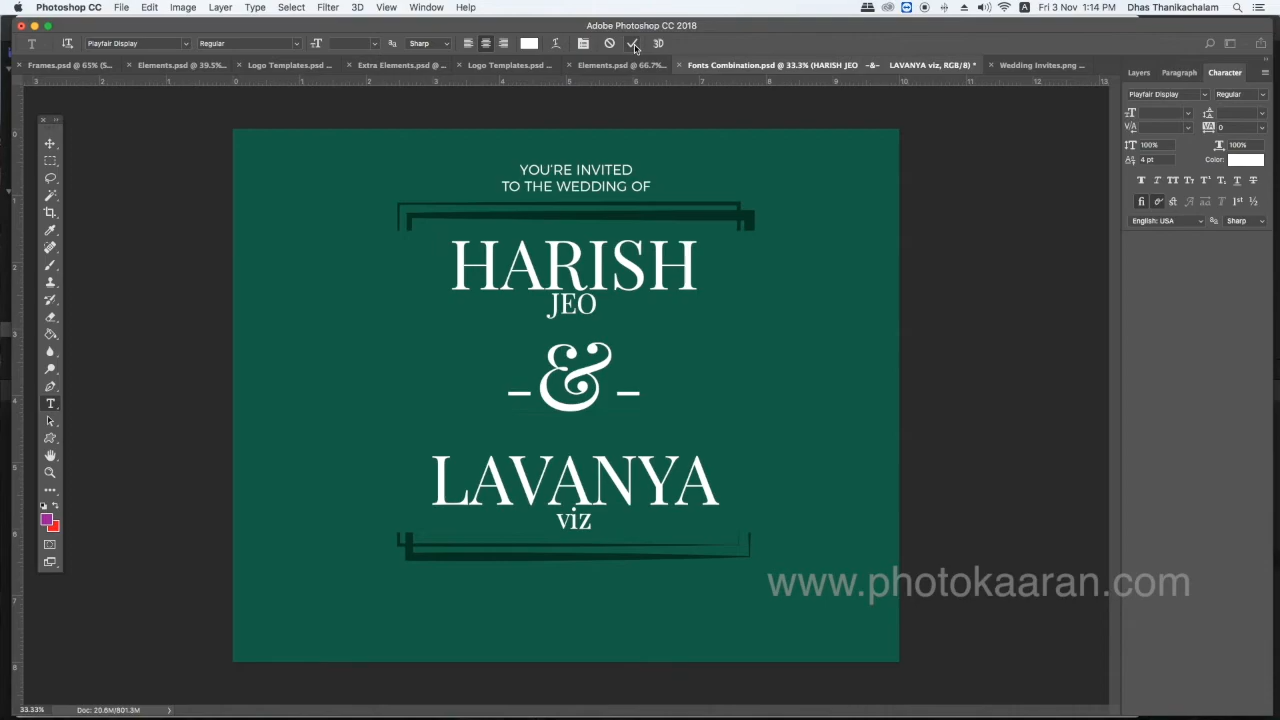 Photoshop CC File Edit Image Layer Type Select Filter 3D View Window Help Fri 3 Nov 1:14 PM Dhas Thanikachalam
Adobe Photoshop CC 2018
Playfair Display Regular Sharp 3D
Frames.psd @ 65% (S... Elements.psd @ 39.5%... Logo Templates.psd ... Extra Elements.psd @ ... Logo Templates.psd ... Elements.psd @ 66.7%... Fonts Combination.psd @ 33.3% (HARISH JEO –&– LAVANYA viz, RGB/8) * Wedding Invites.png ...
Layers Paragraph Character
Playfair Display Regular
0
100% 100%
4 pt Color:
English: USA Sharp
YOU'RE INVITED
TO THE WEDDING OF
HARISH
JEO
–&–
LAVANYA
viz
www.photokaaran.com
33.33% Doc: 20.6M/801.3M